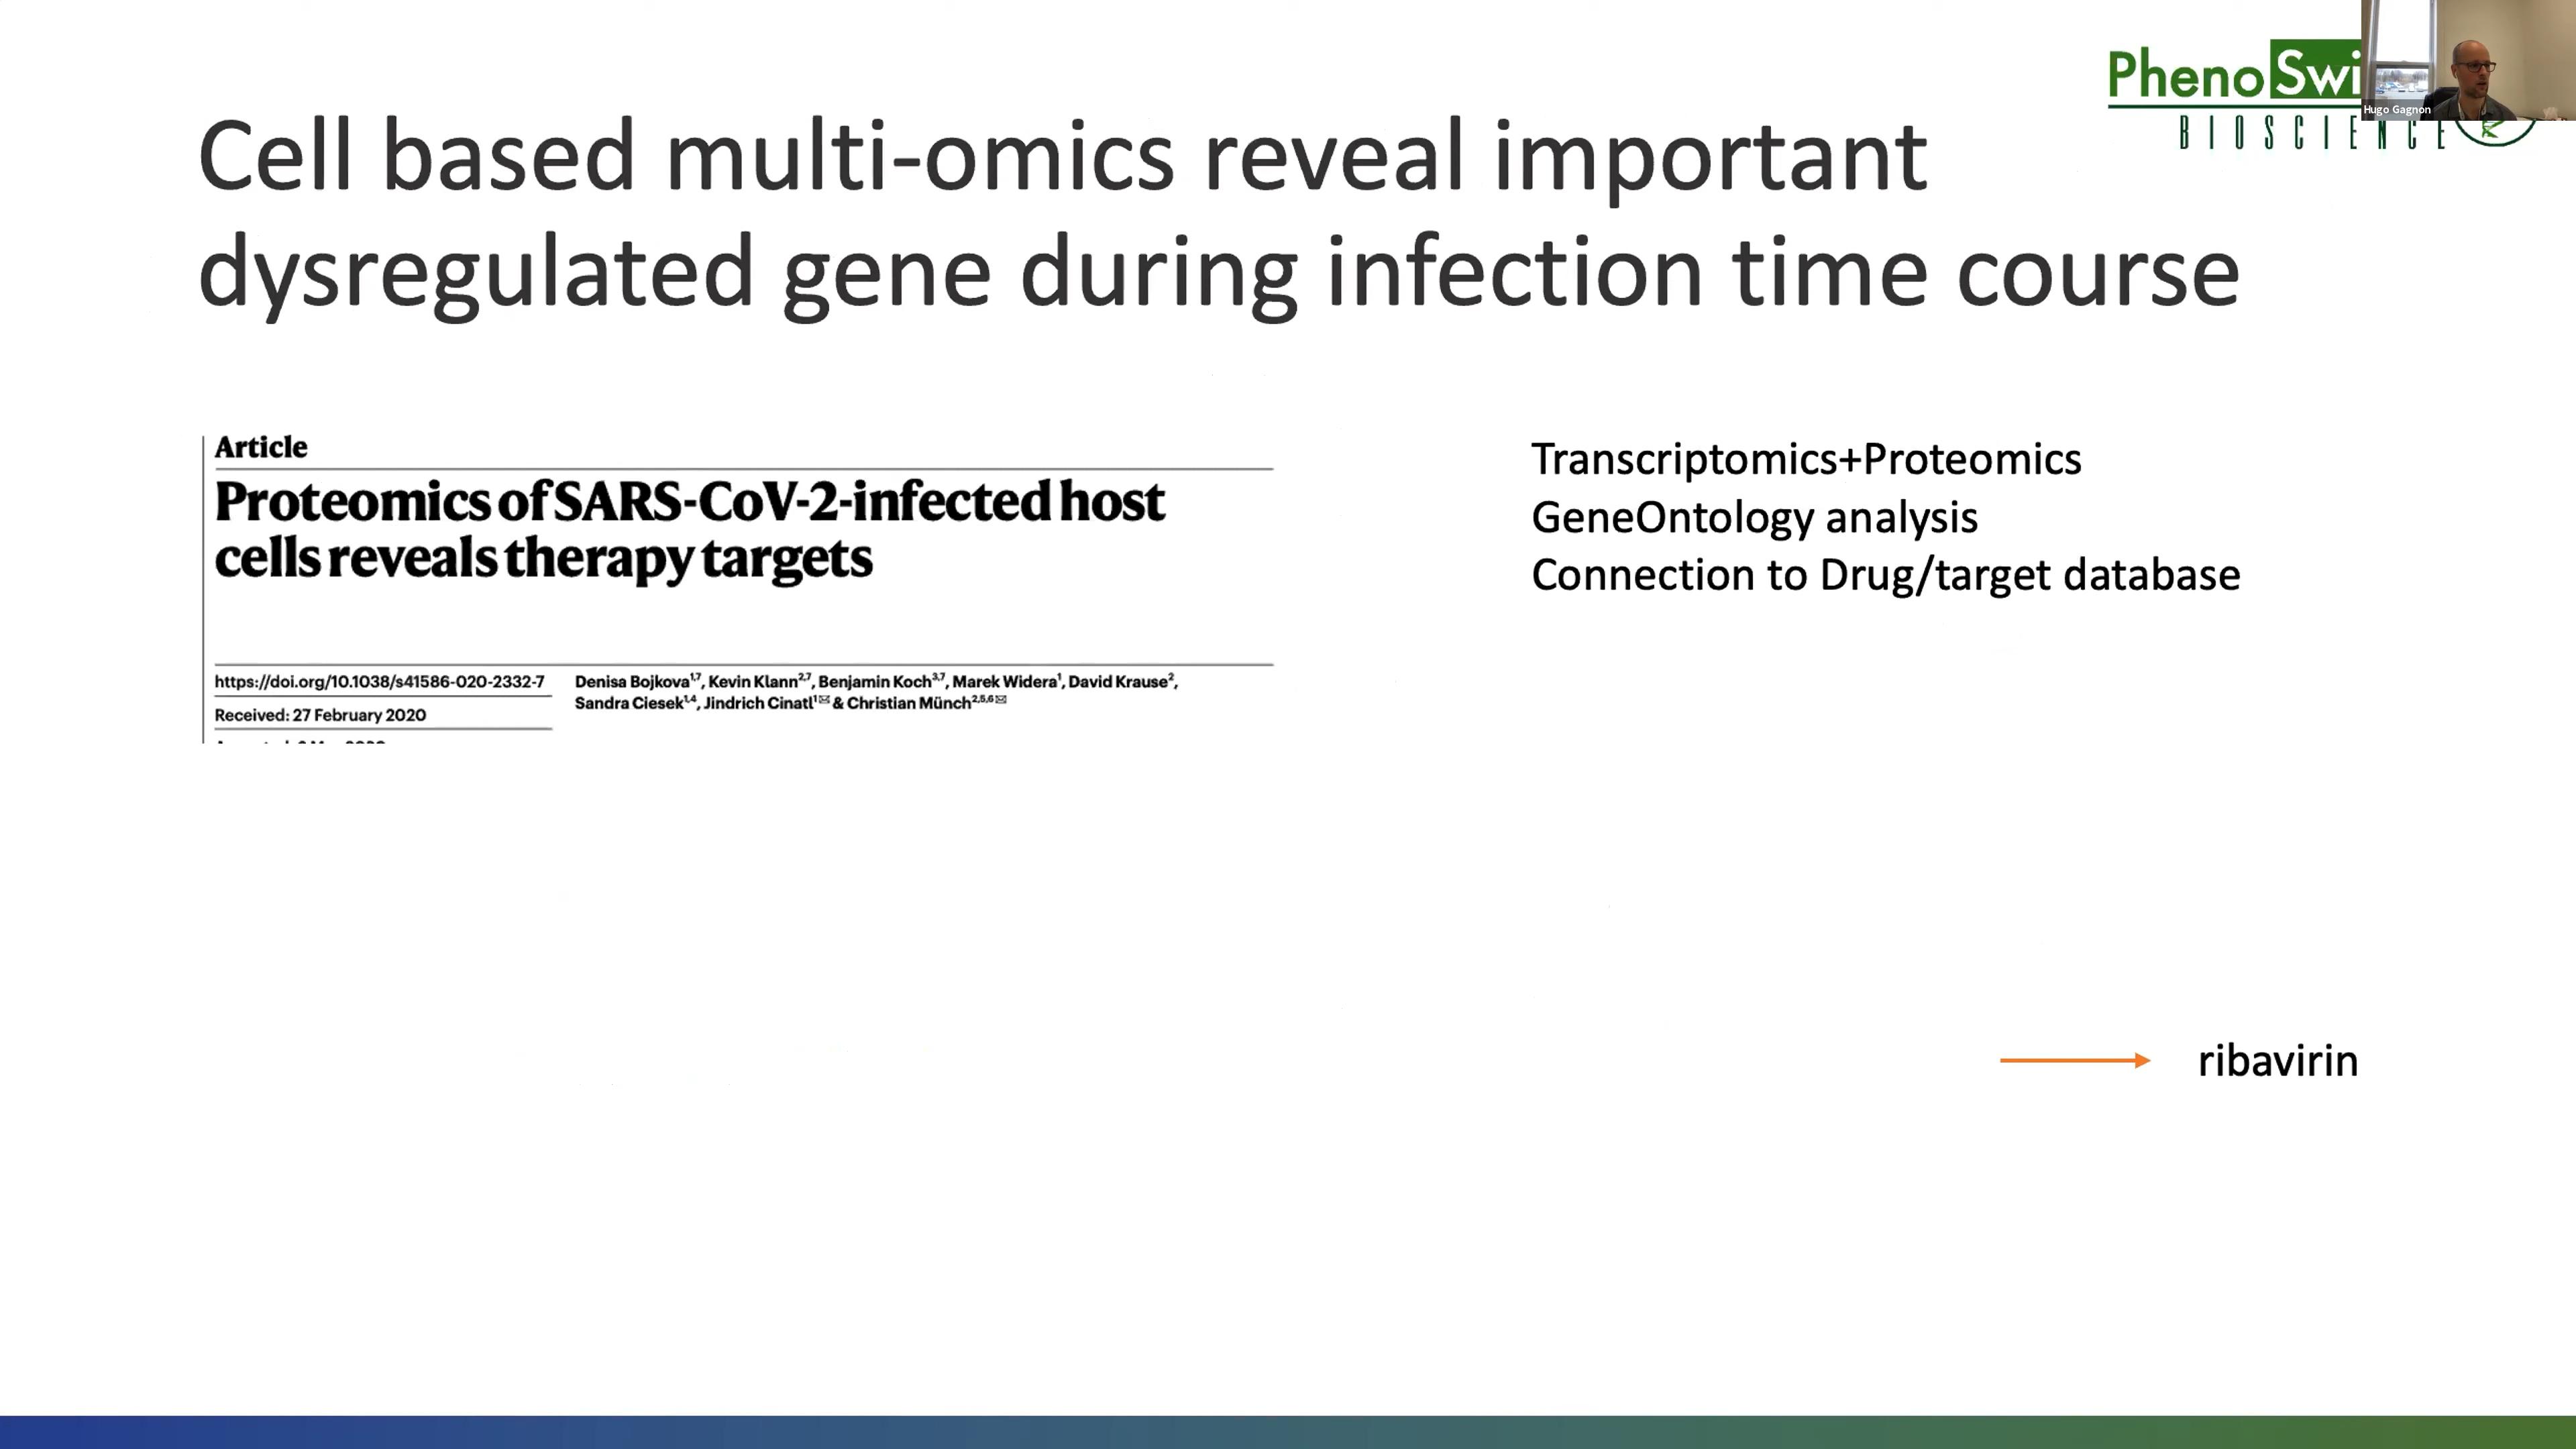 PhenoSwi
BIOSCIENCE
Hugo Gagnon
Cell based multi-omics reveal important
dysregulated gene during infection time course
Article
Proteomics of SARS-CoV-2-infected host
cells reveals therapy targets
https://doi.org/10.1038/s41586-020-2332-7
Received: 27 February 2020
Denisa Bojkova1,7, Kevin Klann2,7, Benjamin Koch3,7, Marek Widera1, David Krause2,
Sandra Ciesek1,4, Jindrich Cinatl1✉ & Christian Münch2,5,6✉
Transcriptomics+Proteomics
GeneOntology analysis
Connection to Drug/target database
ribavirin